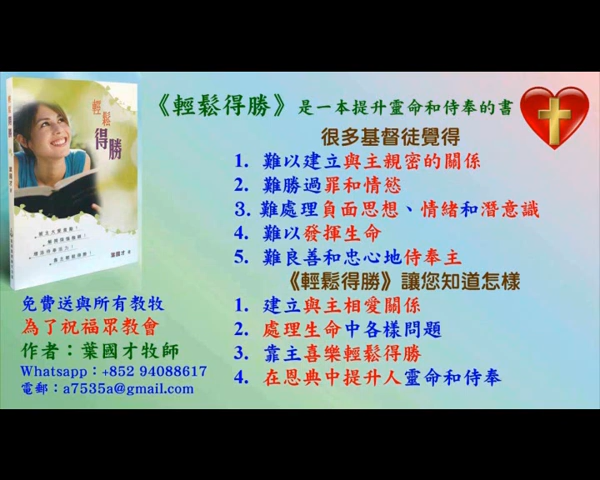 《輕鬆得勝》是一本提升靈命和侍奉的書
很多基督徒覺得
1. 難以建立與主親密的關係
2. 難勝過罪和情慾
3. 難處理負面思想、情緒和潛意識
4. 難以發揮生命
5. 難良善和忠心地侍奉主
《輕鬆得勝》讓您知道怎樣
1. 建立與主相愛關係
2. 處理生命中各樣問題
3. 靠主喜樂輕鬆得勝
4. 在恩典中提升人靈命和侍奉
輕鬆
得勝
葉國才 著
輕鬆得勝
免費送與所有教牧
為了祝福眾教會
作者：葉國才牧師
Whatsapp：+852 94088617
電郵：a7535a@gmail.com